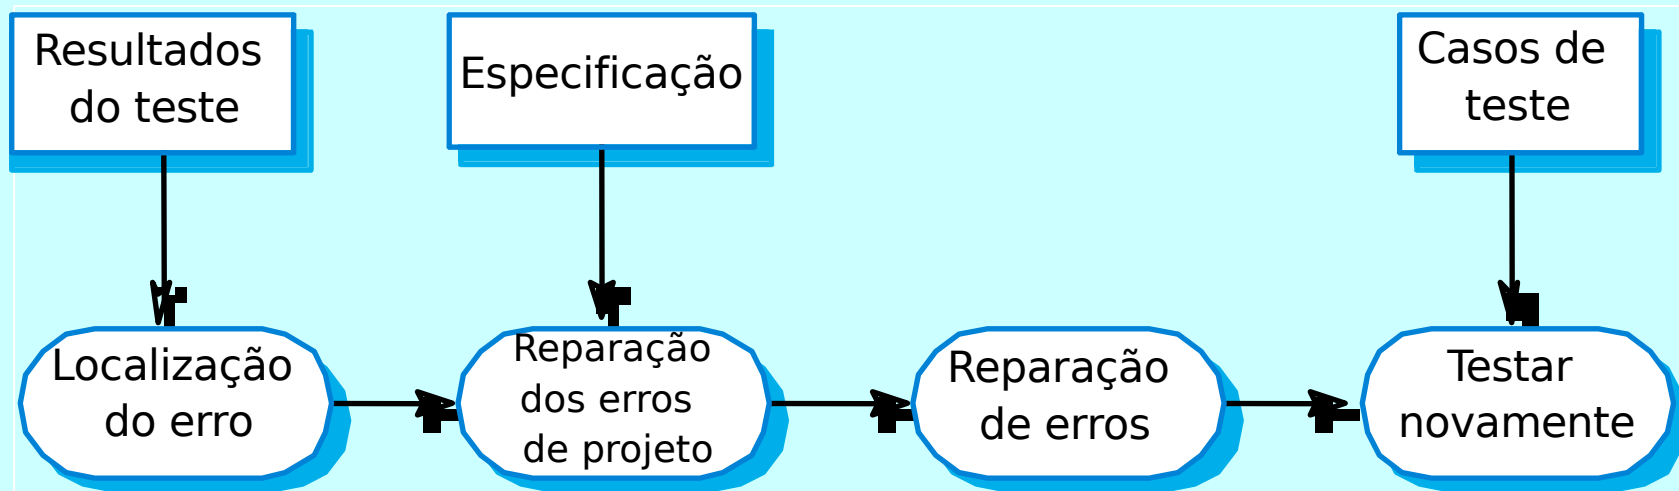 Resultados
do teste
Especificação
Casos de
teste
Localização
do erro
Reparação
dos erros
de projeto
Reparação
de erros
Testar
novamente